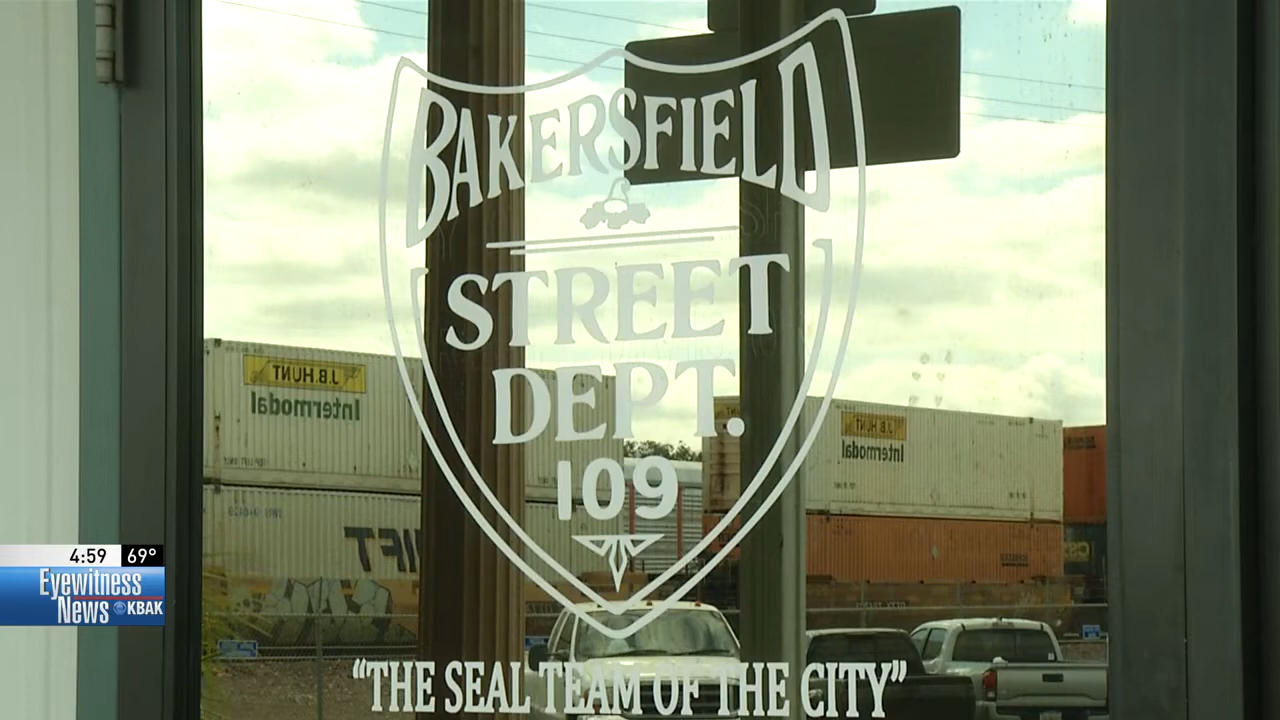 BAKERSFIELD
STREET
DEPT.
109
"THE SEAL TEAM OF THE CITY"
J.B.HUNT
Intermodal
J.B.HUNT
Intermodal
4:59 69°
Eyewitness
News KBAK